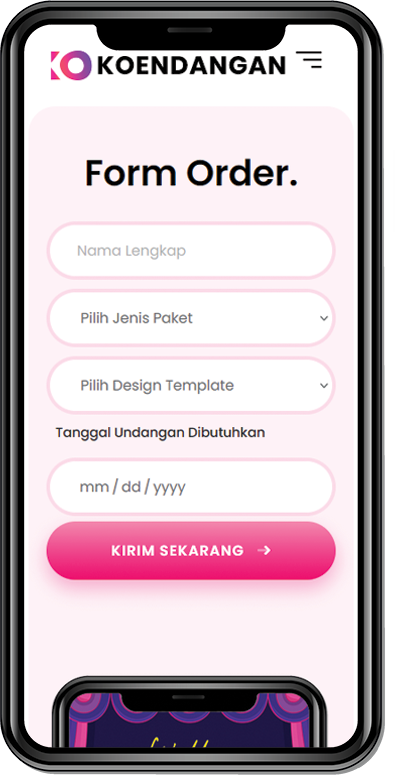 KO KOENDANGAN
Form Order.
Nama Lengkap
Pilih Jenis Paket
Pilih Design Template
Tanggal Undangan Dibutuhkan
mm / dd / yyyy
KIRIM SEKARANG →